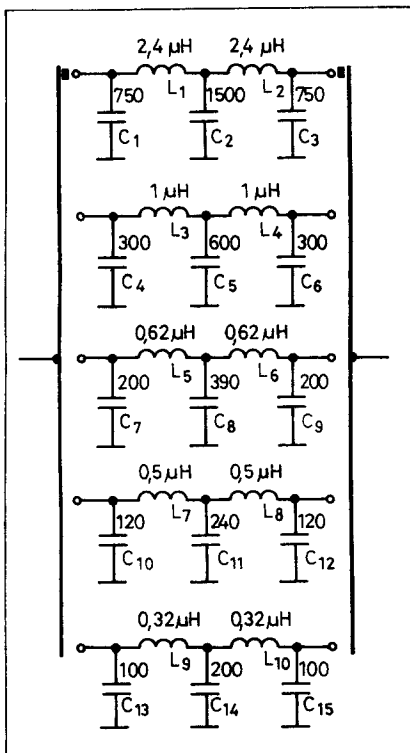 2,4 µH 2,4 µH
750 L1 1500 L2 750
C1 C2 C3
1 µH 1 µH
300 L3 600 L4 300
C4 C5 C6
0,62 µH 0,62 µH
200 L5 390 L6 200
C7 C8 C9
0,5 µH 0,5 µH
120 L7 240 L8 120
C10 C11 C12
0,32 µH 0,32 µH
100 L9 200 L10 100
C13 C14 C15